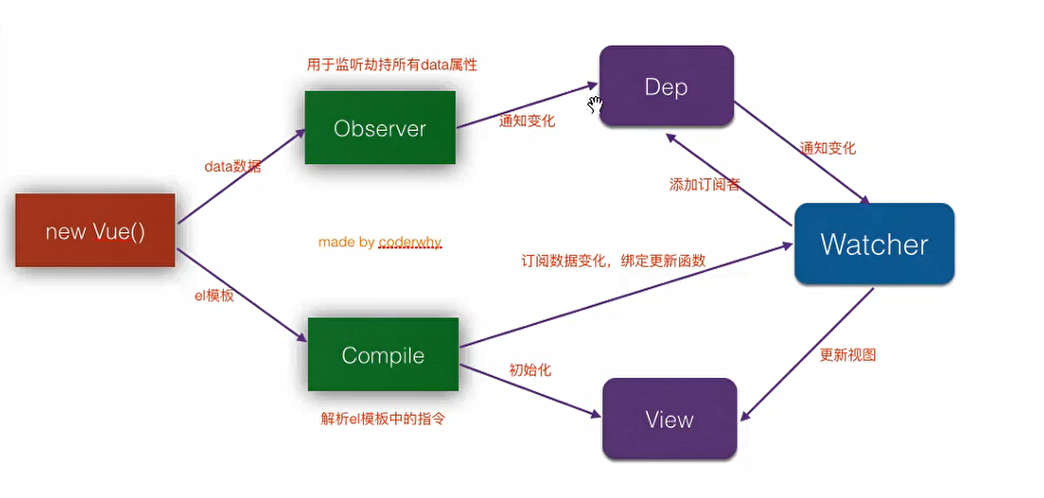 用于监听劫持所有data属性
Observer
Dep
通知变化
通知变化
data数据
添加订阅者
new Vue()
made by coderwhy
Watcher
订阅数据变化，绑定更新函数
el模板
Compile
初始化
更新视图
View
解析el模板中的指令